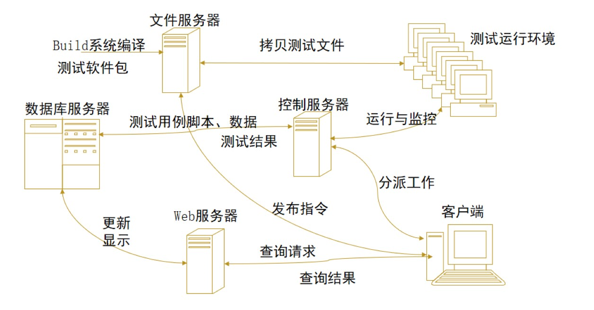 文件服务器
Build系统编译
测试软件包
拷贝测试文件
测试运行环境
数据库服务器
控制服务器
测试用例脚本、数据
测试结果
运行与监控
分派工作
Web服务器
发布指令
客户端
更新
显示
查询请求
查询结果